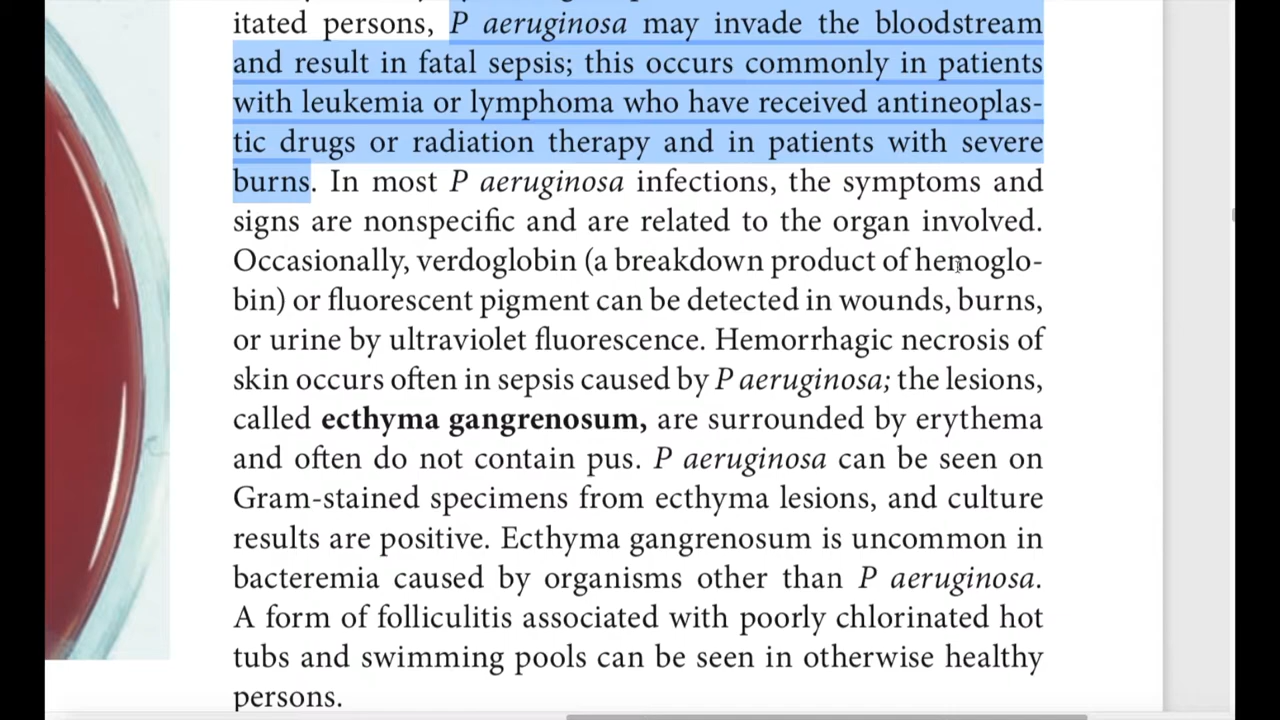 itated persons, P aeruginosa may invade the bloodstream
and result in fatal sepsis; this occurs commonly in patients
with leukemia or lymphoma who have received antineoplas-
tic drugs or radiation therapy and in patients with severe
burns. In most P aeruginosa infections, the symptoms and
signs are nonspecific and are related to the organ involved.
Occasionally, verdoglobin (a breakdown product of hemoglo-
bin) or fluorescent pigment can be detected in wounds, burns,
or urine by ultraviolet fluorescence. Hemorrhagic necrosis of
skin occurs often in sepsis caused by P aeruginosa; the lesions,
called ecthyma gangrenosum, are surrounded by erythema
and often do not contain pus. P aeruginosa can be seen on
Gram-stained specimens from ecthyma lesions, and culture
results are positive. Ecthyma gangrenosum is uncommon in
bacteremia caused by organisms other than P aeruginosa.
A form of folliculitis associated with poorly chlorinated hot
tubs and swimming pools can be seen in otherwise healthy
persons.